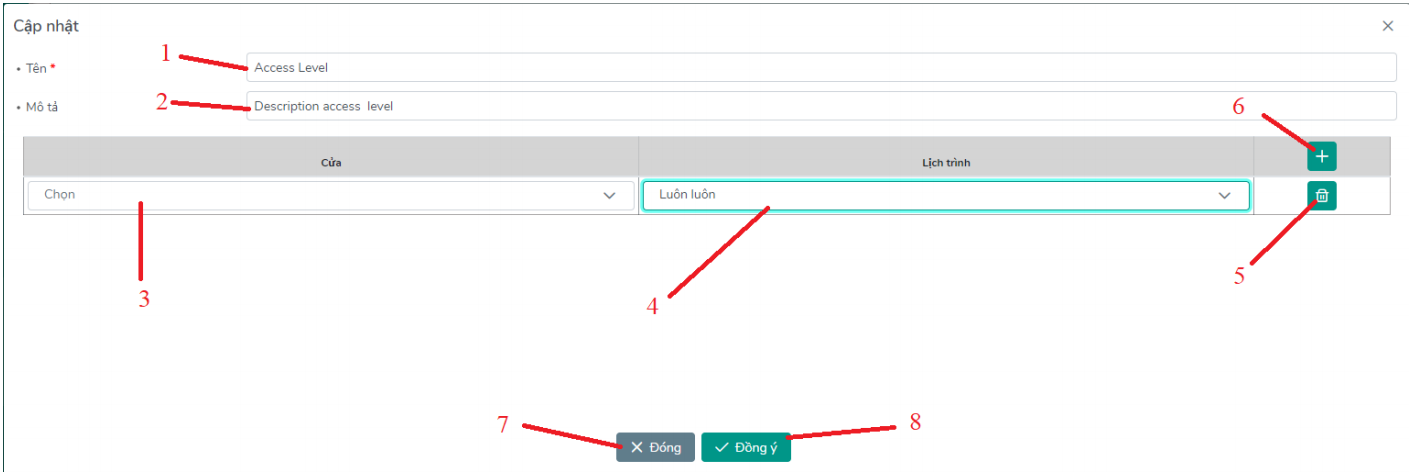 Cập nhật
1
• Tên * Access Level
• Mô tả 2 Description access level
6
Cửa Lịch trình
Chọn Luôn luôn
3 4 5
7 8
Đóng Đồng ý